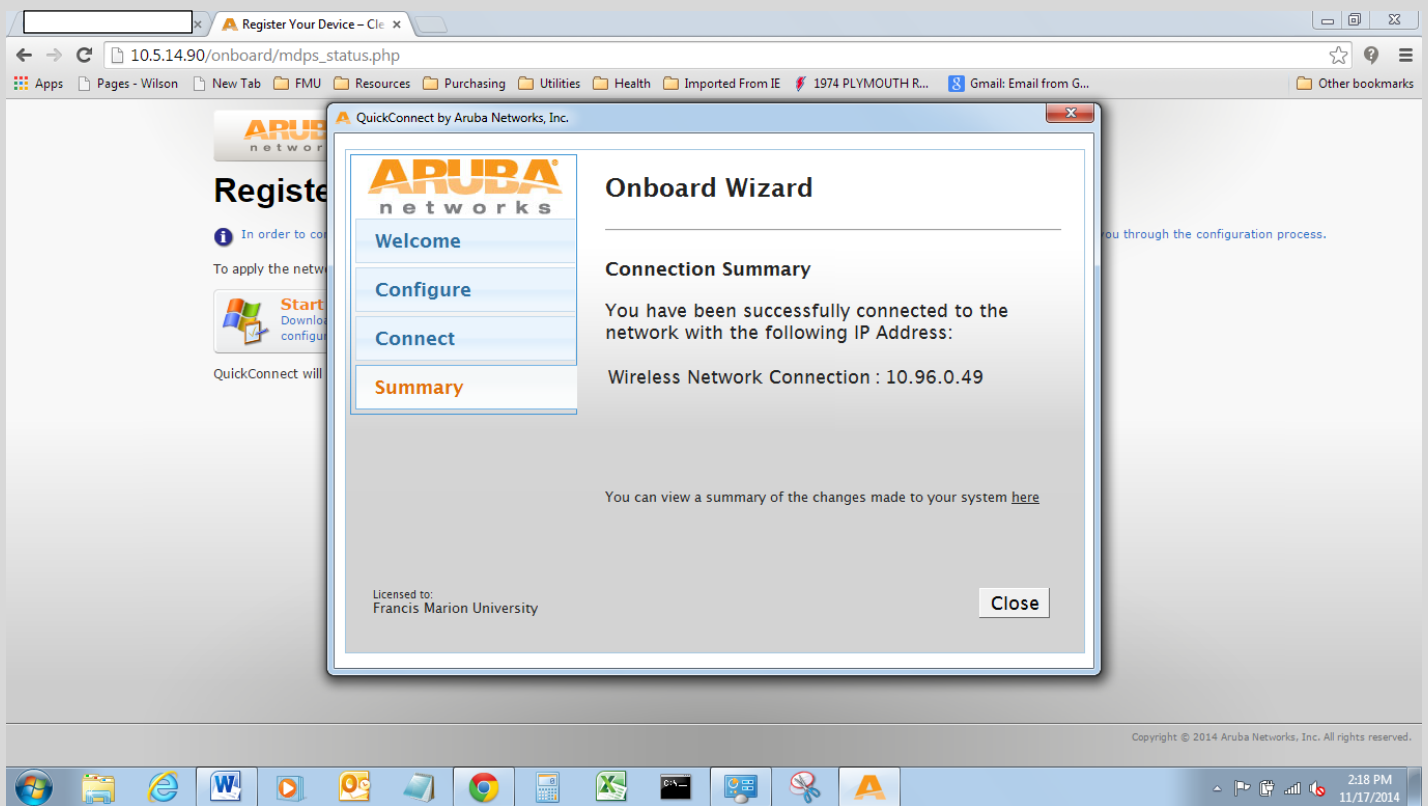 Register Your Device – Cle
10.5.14.90/onboard/mdps_status.php
Apps Pages - Wilson New Tab FMU Resources Purchasing Utilities Health Imported From IE 1974 PLYMOUTH R... Gmail: Email from G... Other bookmarks
QuickConnect by Aruba Networks, Inc.
ARUBA
networks
Welcome
Configure
Connect
Summary
Onboard Wizard
Connection Summary
You have been successfully connected to the
network with the following IP Address:
Wireless Network Connection : 10.96.0.49
You can view a summary of the changes made to your system here
Licensed to:
Francis Marion University
Close
Registe
In order to co
ou through the configuration process.
To apply the netw
Start
Downlo
configu
QuickConnect will
Copyright © 2014 Aruba Networks, Inc. All rights reserved.
2:18 PM
11/17/2014